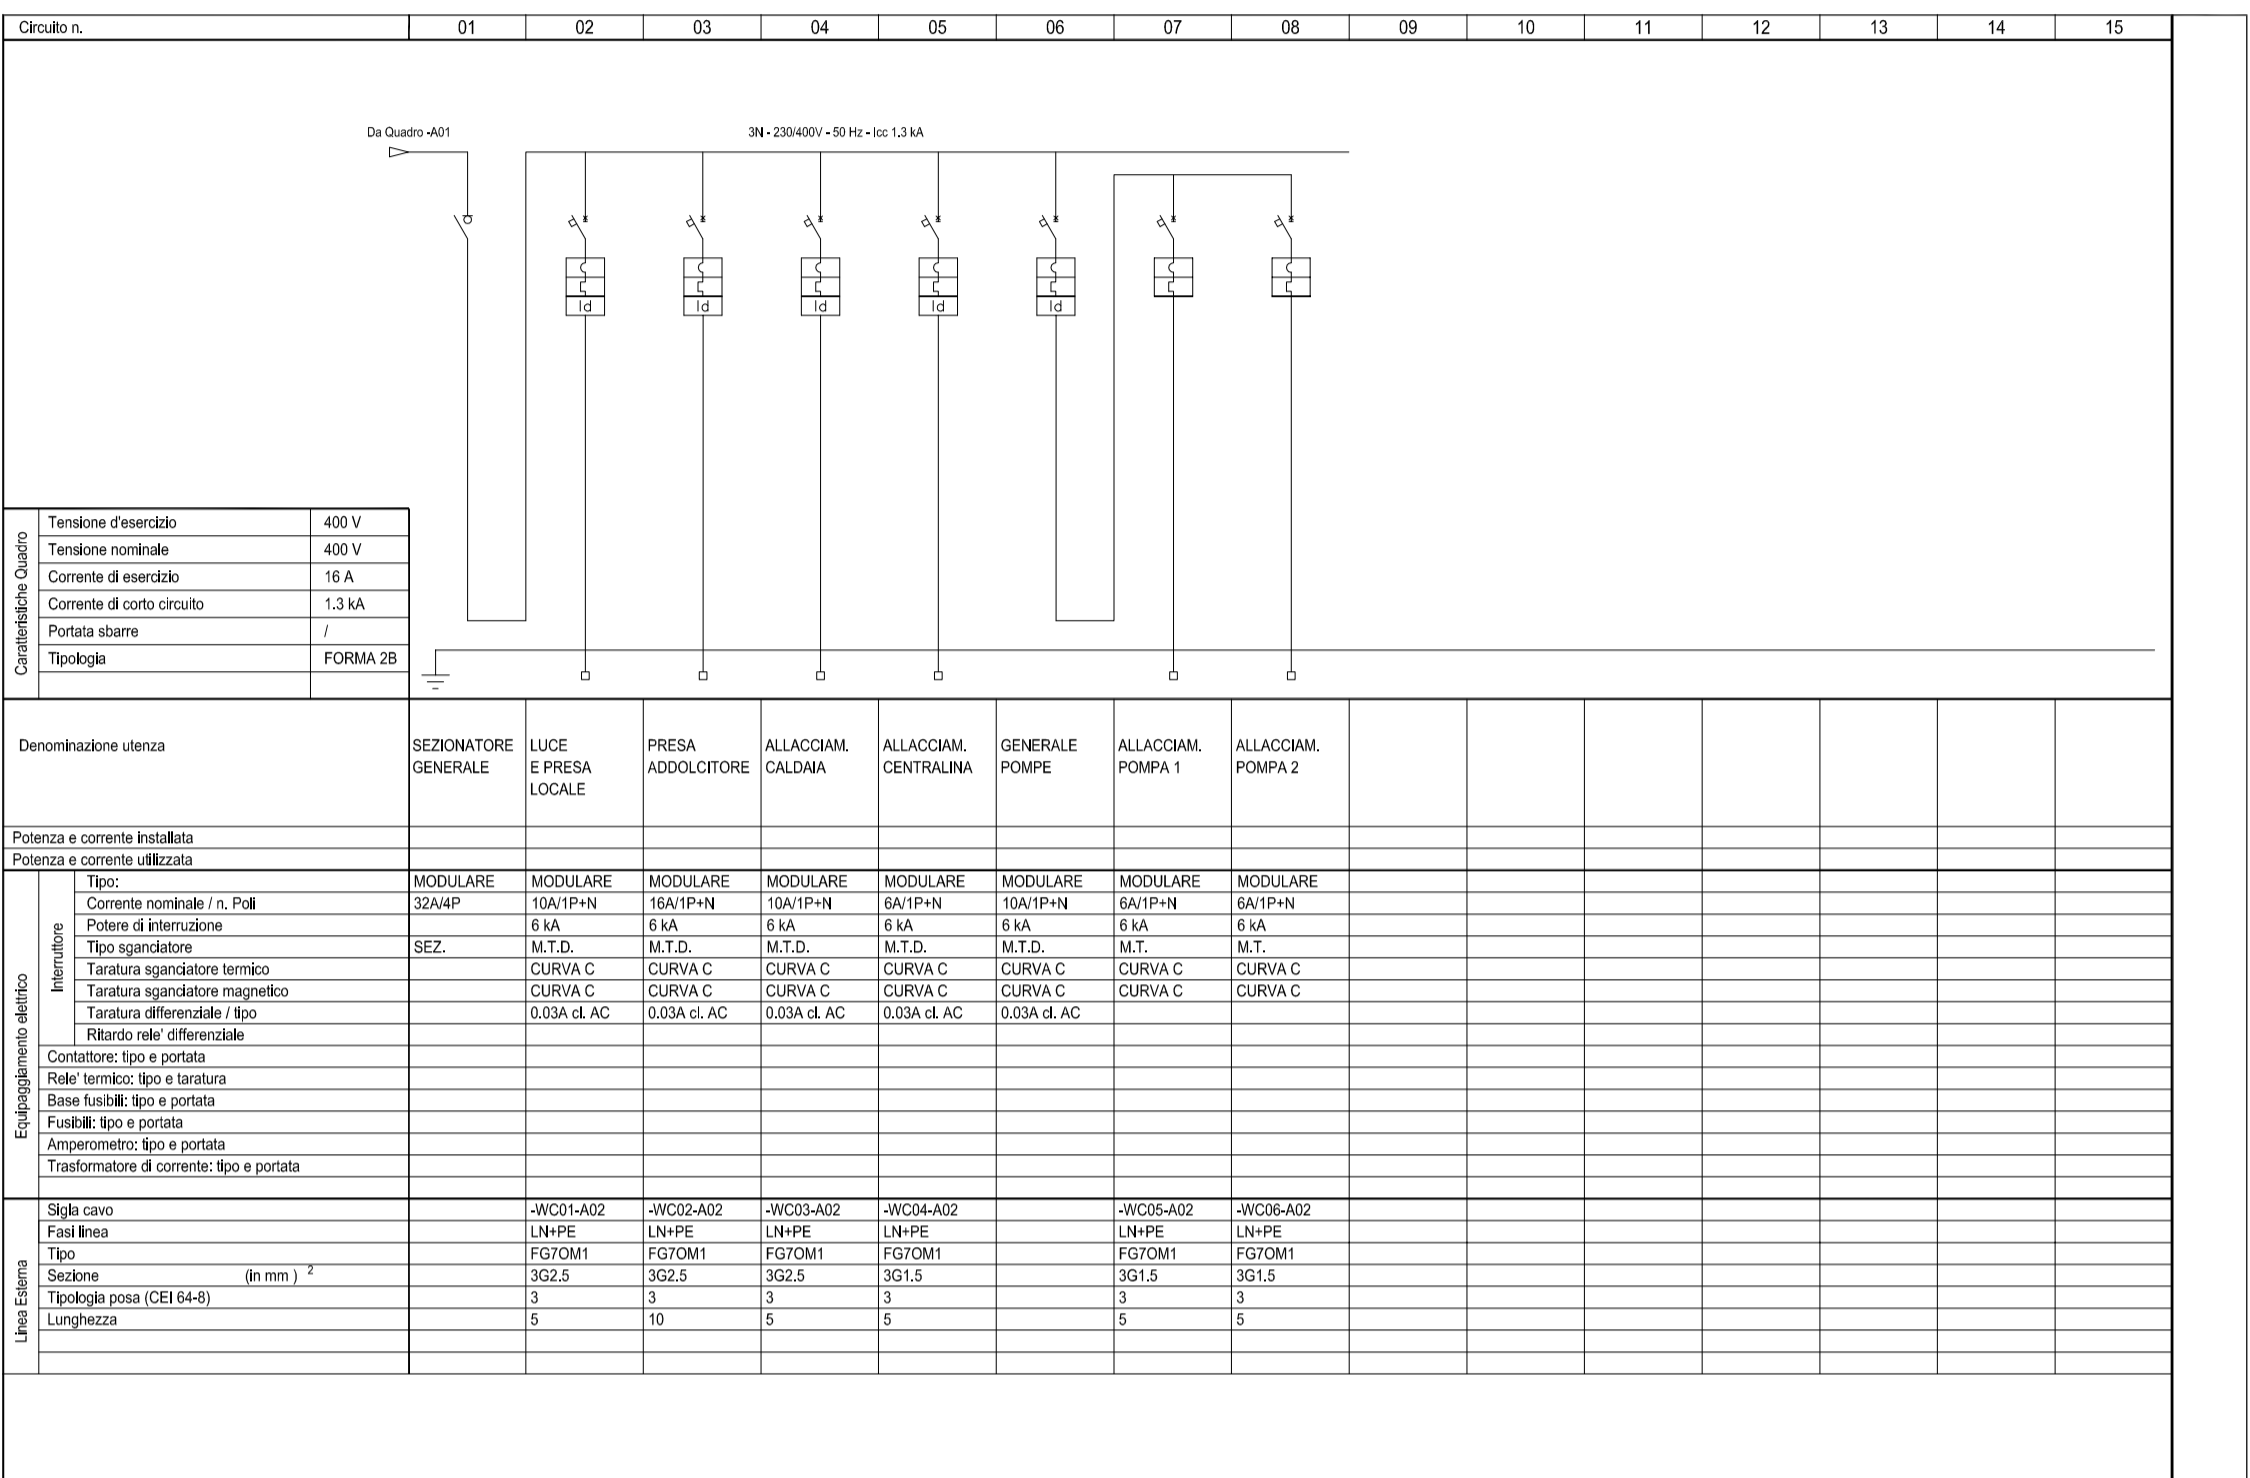 Circuito n. 01 02 03 04 05 06 07 08 09 10 11 12 13 14 15
Da Quadro -A01
3N - 230/400V - 50 Hz - Icc 1.3 kA
Id Id Id Id Id
Caratteristiche Quadro
Tensione d'esercizio 400 V
Tensione nominale 400 V
Corrente di esercizio 16 A
Corrente di corto circuito 1.3 kA
Portata sbarre /
Tipologia FORMA 2B
Denominazione utenza
SEZIONATORE LUCE PRESA ALLACCIAM. ALLACCIAM. GENERALE ALLACCIAM. ALLACCIAM.
GENERALE E PRESA ADDOLCITORE CALDAIA CENTRALINA POMPE POMPA 1 POMPA 2
LOCALE
Potenza e corrente installata
Potenza e corrente utilizzata
Equipaggiamento elettrico
Interruttore
Tipo: MODULARE MODULARE MODULARE MODULARE MODULARE MODULARE MODULARE MODULARE
Corrente nominale / n. Poli 32A/4P 10A/1P+N 16A/1P+N 10A/1P+N 6A/1P+N 10A/1P+N 6A/1P+N 6A/1P+N
Potere di interruzione 6 kA 6 kA 6 kA 6 kA 6 kA 6 kA 6 kA
Tipo sganciatore SEZ. M.T.D. M.T.D. M.T.D. M.T.D. M.T.D. M.T. M.T.
Taratura sganciatore termico CURVA C CURVA C CURVA C CURVA C CURVA C CURVA C CURVA C
Taratura sganciatore magnetico CURVA C CURVA C CURVA C CURVA C CURVA C CURVA C CURVA C
Taratura differenziale / tipo 0.03A cl. AC 0.03A cl. AC 0.03A cl. AC 0.03A cl. AC 0.03A cl. AC
Ritardo rele' differenziale
Contattore: tipo e portata
Rele' termico: tipo e taratura
Base fusibili: tipo e portata
Fusibili: tipo e portata
Amperometro: tipo e portata
Trasformatore di corrente: tipo e portata
Linea Esterna
Sigla cavo -WC01-A02 -WC02-A02 -WC03-A02 -WC04-A02 -WC05-A02 -WC06-A02
Fasi linea LN+PE LN+PE LN+PE LN+PE LN+PE LN+PE
Tipo FG7OM1 FG7OM1 FG7OM1 FG7OM1 FG7OM1 FG7OM1
Sezione (in mm ) 2 3G2.5 3G2.5 3G2.5 3G1.5 3G1.5 3G1.5
Tipologia posa (CEI 64-8) 3 3 3 3 3 3
Lunghezza 5 10 5 5 5 5